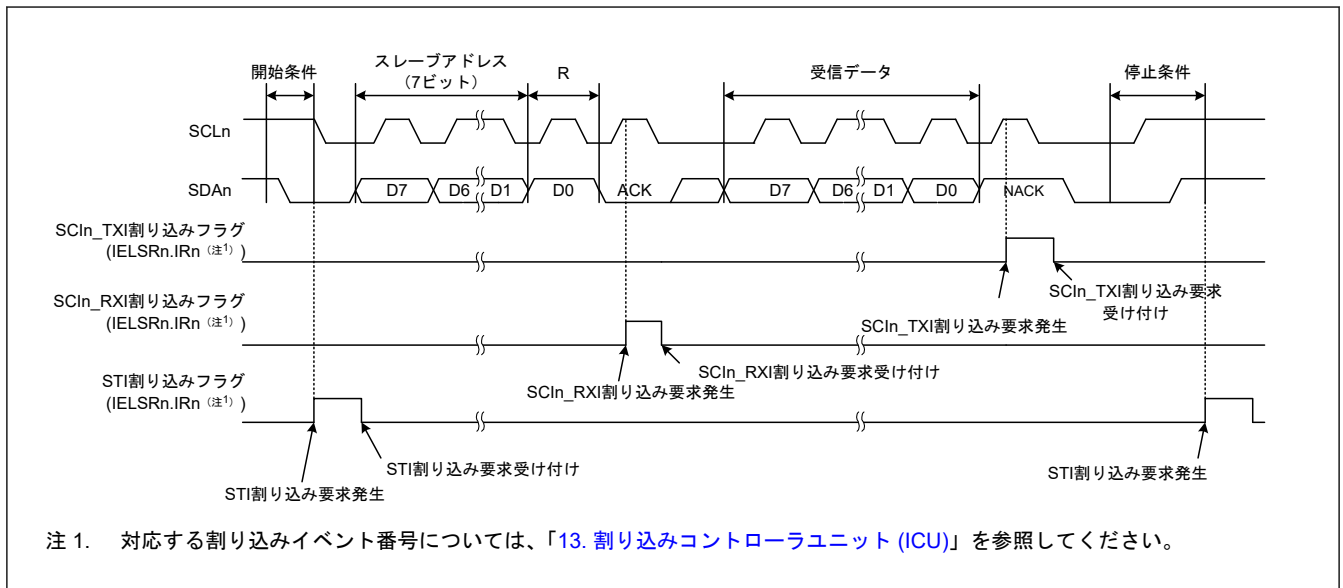 開始条件
スレーブアドレス
（7ビット）
R
受信データ
停止条件
SCLn
SDAn
D7
D6
D1
D0
ACK
D7
D6
D1
D0
NACK
SCIn_TXI割り込みフラグ
(IELSRn.IRn（注1）)
SCIn_TXI割り込み要求
受け付け
SCIn_TXI割り込み要求発生
SCIn_RXI割り込みフラグ
(IELSRn.IRn（注1）)
SCIn_RXI割り込み要求受け付け
SCIn_RXI割り込み要求発生
STI割り込みフラグ
(IELSRn.IRn（注1）)
STI割り込み要求受け付け
STI割り込み要求発生
STI割り込み要求発生
注 1. 対応する割り込みイベント番号については、「13. 割り込みコントローラユニット (ICU)」を参照してください。